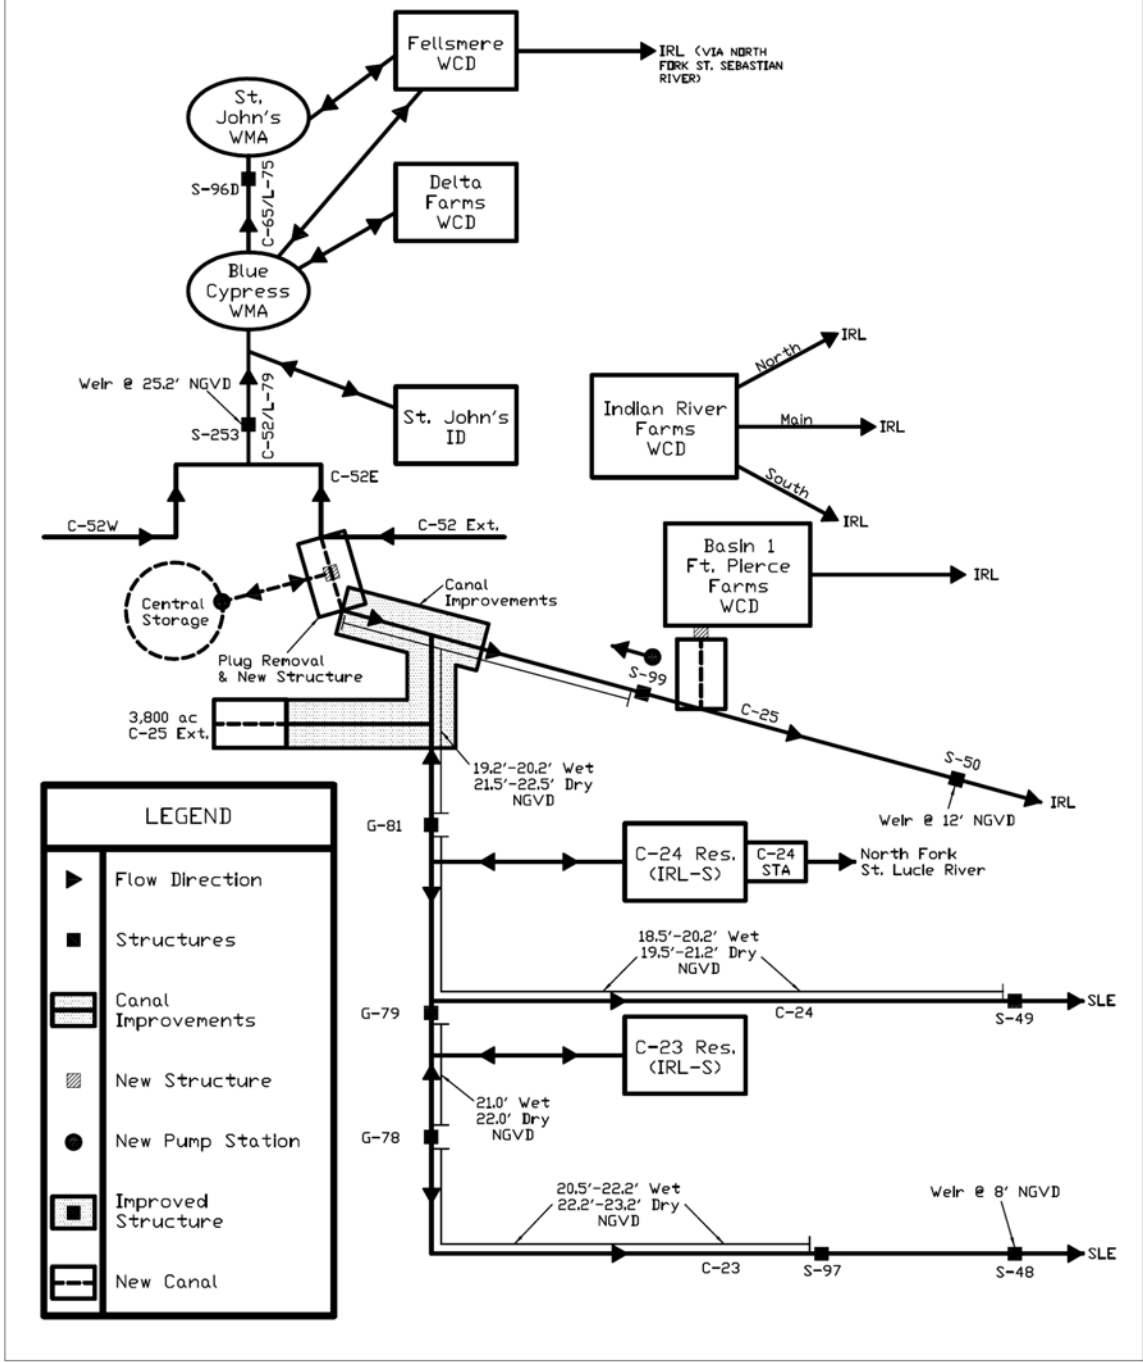 Fellsmere
WCD
IRL (VIA NORTH
FORK ST. SEBASTIAN
RIVER)
St.
John's
WMA
S-96D
C-65/L-75
Delta
Farms
WCD
Blue
Cypress
WMA
Weir @ 25.2' NGVD
S-253
C-52/L-79
St. John's
ID
Indian River
Farms
WCD
North
IRL
Main
IRL
South
IRL
C-52E
C-52W
C-52 Ext.
Basin 1
Ft. Pierce
Farms
WCD
IRL
Central
Storage
Canal
Improvements
Plug Removal
& New Structure
S-99
C-25
3,800 ac
C-25 Ext.
19.2'-20.2' Wet
21.5'-22.5' Dry
NGVD
S-50
IRL
Weir @ 12' NGVD
G-81
C-24 Res.
(IRL-S)
C-24
STA
North Fork
St. Lucie River
18.5'-20.2' Wet
19.5'-21.2' Dry
NGVD
G-79
C-24
S-49
SLE
C-23 Res.
(IRL-S)
21.0' Wet
22.0' Dry
NGVD
G-78
20.5'-22.2' Wet
22.2'-23.2' Dry
NGVD
Weir @ 8' NGVD
C-23
S-97
S-48
SLE
LEGEND
Flow Direction
Structures
Canal
Improvements
New Structure
New Pump Station
Improved
Structure
New Canal